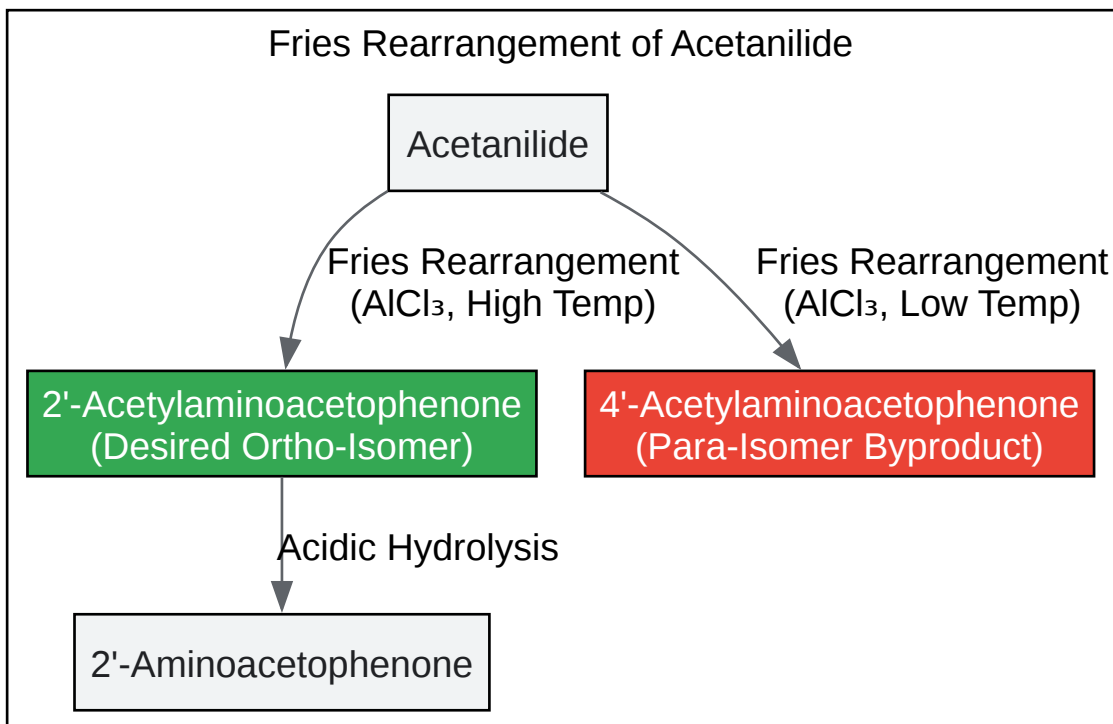 Fries Rearrangement of Acetanilide
Acetanilide
Fries Rearrangement
(AlCl₃, High Temp)
Fries Rearrangement
(AlCl₃, Low Temp)
2'-Acetylaminoacetophenone
(Desired Ortho-Isomer)
4'-Acetylaminoacetophenone
(Para-Isomer Byproduct)
Acidic Hydrolysis
2'-Aminoacetophenone